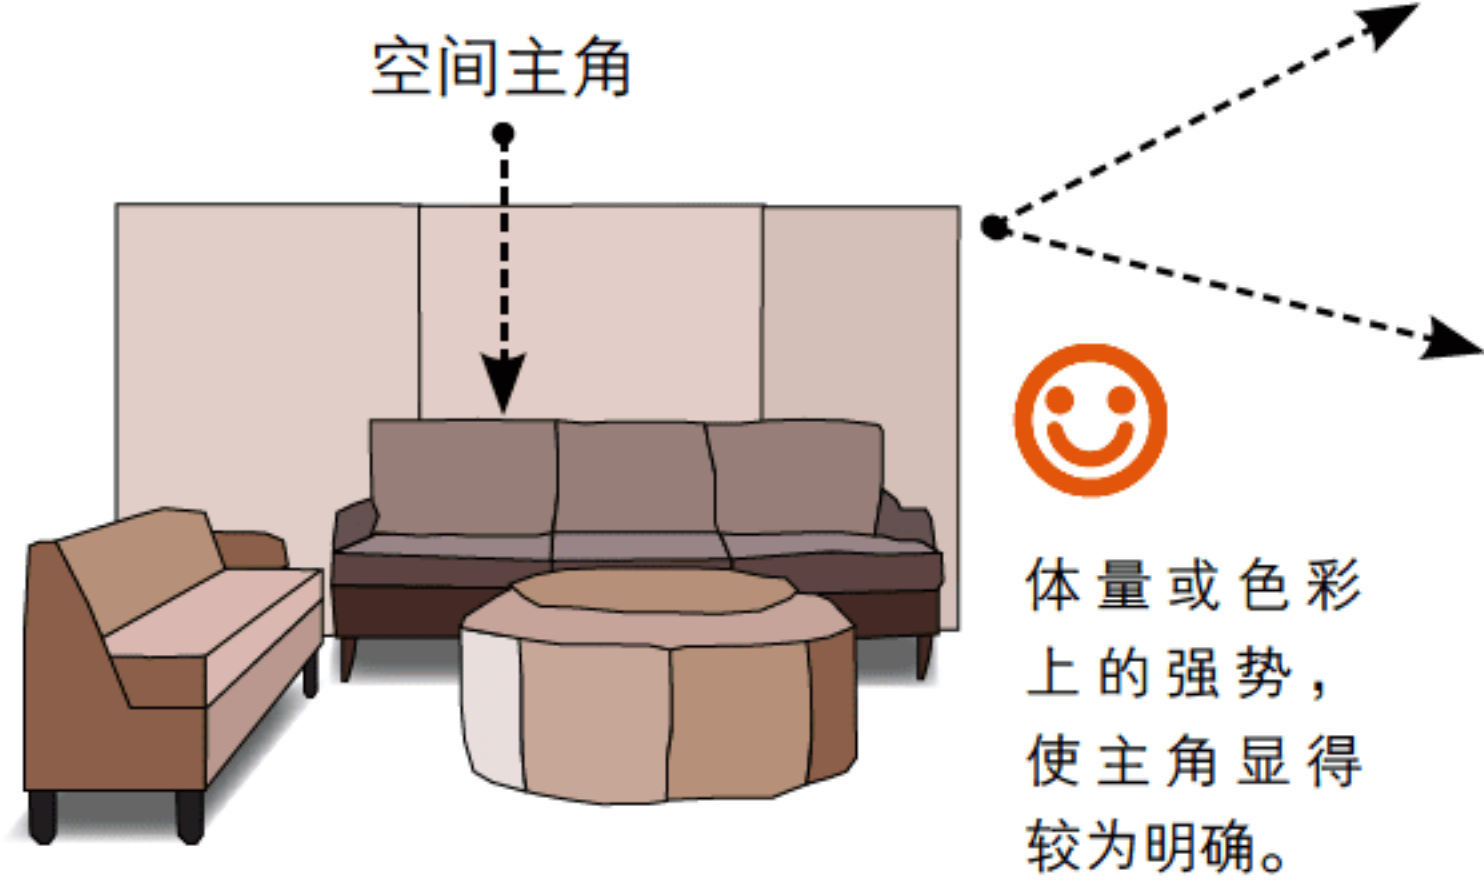 空间主角
体量或色彩
上的强势，
使主角显得
较为明确。